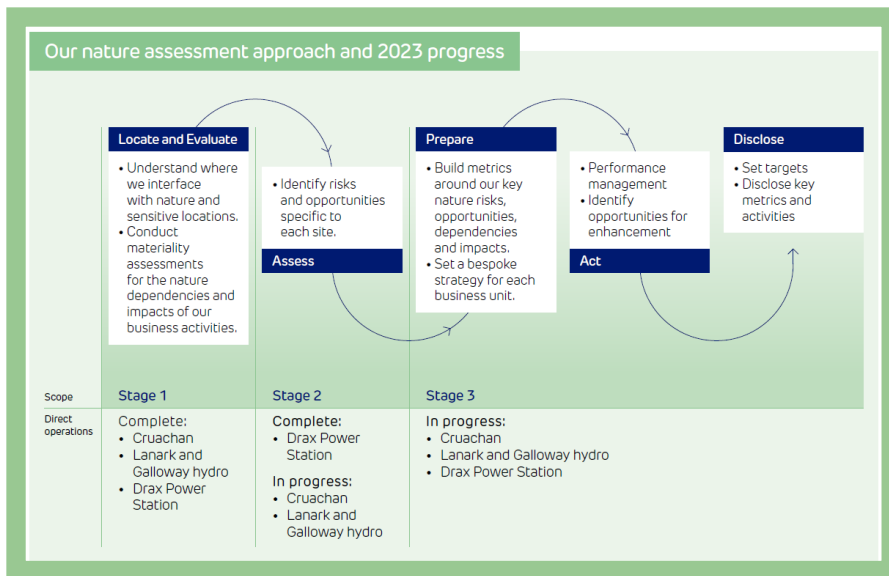 Our nature assessment approach and 2023 progress
Locate and Evaluate
• Understand where
we interface
with nature and
sensitive locations.
• Conduct
materiality
assessments
for the nature
dependencies and
impacts of our
business activities.
• Identify risks
and opportunities
specific to
each site.
Assess
Prepare
• Build metrics
around our key
nature risks,
opportunities,
dependencies
and impacts.
• Set a bespoke
strategy for each
business unit.
• Performance
management
• Identify
opportunities for
enhancement
Act
Disclose
• Set targets
• Disclose key
metrics and
activities
Scope
Stage 1
Stage 2
Stage 3
Direct
operations
Complete:
• Cruachan
• Lanark and
Galloway hydro
• Drax Power
Station
Complete:
• Drax Power
Station
In progress:
• Cruachan
• Lanark and
Galloway hydro
In progress:
• Cruachan
• Lanark and Galloway hydro
• Drax Power Station